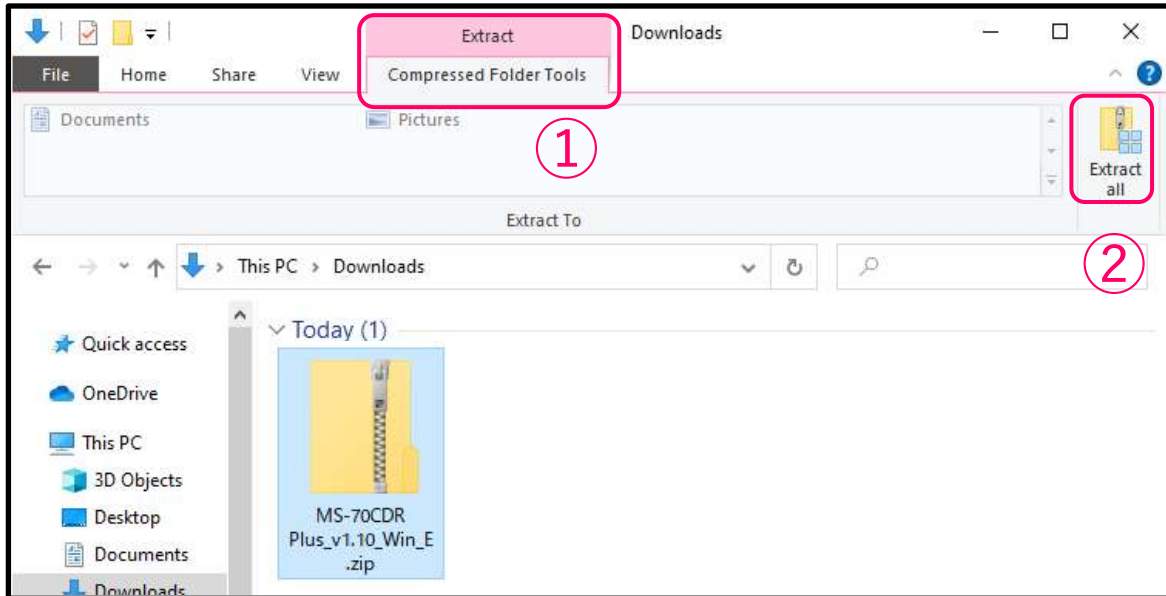 Extract
Downloads
File
Home
Share
View
Compressed Folder Tools
?
Documents
Pictures
①
Extract
all
Extract To
②
This PC > Downloads
Today (1)
Quick access
OneDrive
This PC
3D Objects
Desktop
Documents
Downloads
MS-70CDR
Plus_v1.10_Win_E
.zip